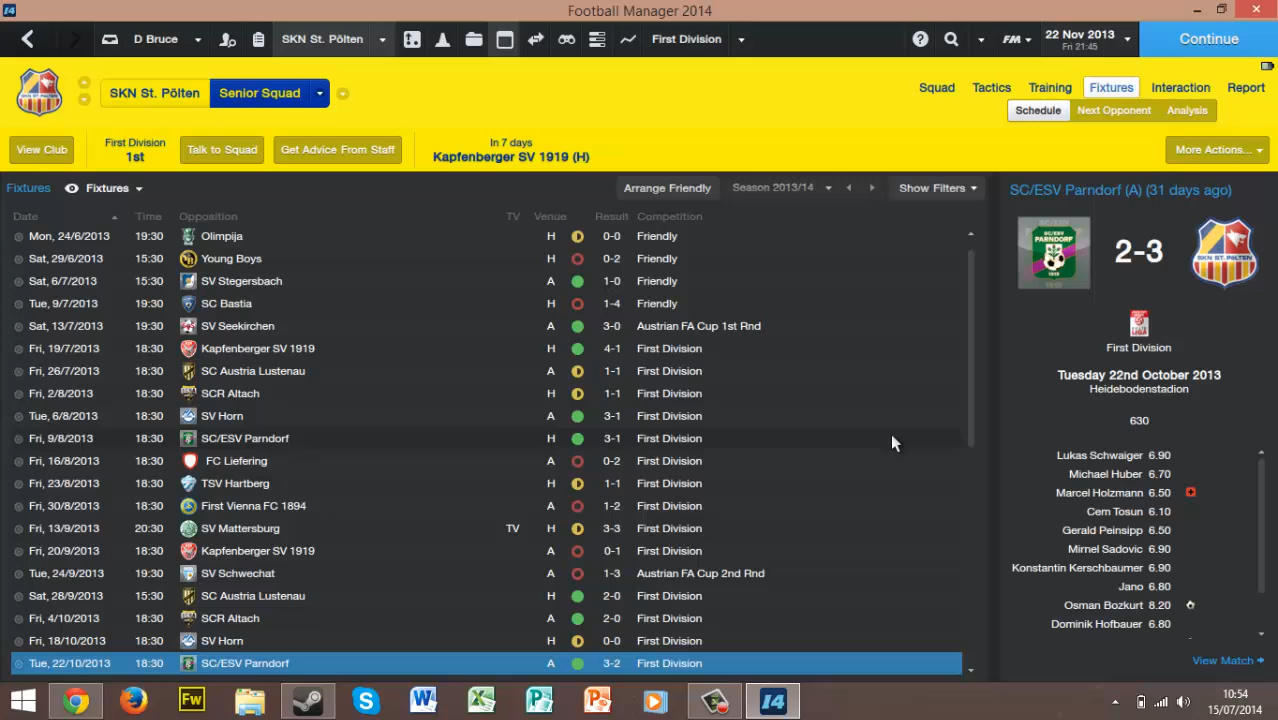 Football Manager 2014
D Bruce
SKN St. Pölten
First Division
FM
22 Nov 2013
Fri 21:45
Continue
SKN St. Pölten
Senior Squad
Squad Tactics Training Fixtures Interaction Report
Schedule Next Opponent Analysis
View Club
First Division
1st
Talk to Squad
Get Advice From Staff
In 7 days
Kapfenberger SV 1919 (H)
More Actions...
Fixtures Fixtures
Arrange Friendly
Season 2013/14
Show Filters
Date Time Opposition TV Venue Result Competition
Mon, 24/6/2013 19:30 Olimpija H 0-0 Friendly
Sat, 29/6/2013 15:30 Young Boys H 0-2 Friendly
Sat, 6/7/2013 15:30 SV Stegersbach A 1-0 Friendly
Tue, 9/7/2013 19:30 SC Bastia H 1-4 Friendly
Sat, 13/7/2013 19:30 SV Seekirchen A 3-0 Austrian FA Cup 1st Rnd
Fri, 19/7/2013 18:30 Kapfenberger SV 1919 H 4-1 First Division
Fri, 26/7/2013 18:30 SC Austria Lustenau A 1-1 First Division
Fri, 2/8/2013 18:30 SCR Altach H 1-1 First Division
Tue, 6/8/2013 18:30 SV Horn A 3-1 First Division
Fri, 9/8/2013 18:30 SC/ESV Parndorf H 3-1 First Division
Fri, 16/8/2013 18:30 FC Liefering A 0-2 First Division
Fri, 23/8/2013 18:30 TSV Hartberg H 1-1 First Division
Fri, 30/8/2013 18:30 First Vienna FC 1894 A 1-2 First Division
Fri, 13/9/2013 20:30 SV Mattersburg TV H 3-3 First Division
Fri, 20/9/2013 18:30 Kapfenberger SV 1919 A 0-1 First Division
Tue, 24/9/2013 19:30 SV Schwechat A 1-3 Austrian FA Cup 2nd Rnd
Sat, 28/9/2013 15:30 SC Austria Lustenau H 2-0 First Division
Fri, 4/10/2013 18:30 SCR Altach A 2-0 First Division
Fri, 18/10/2013 18:30 SV Horn H 0-0 First Division
Tue, 22/10/2013 18:30 SC/ESV Parndorf A 3-2 First Division
SC/ESV Parndorf (A) (31 days ago)
2-3
First Division
Tuesday 22nd October 2013
Heidebodenstadion
630
Lukas Schwaiger 6.90
Michael Huber 6.70
Marcel Holzmann 6.50
Cem Tosun 6.10
Gerald Peinsipp 6.50
Mirnel Sadovic 6.90
Konstantin Kerschbaumer 6.90
Jano 6.80
Osman Bozkurt 8.20
Dominik Hofbauer 6.80
View Match
10:54
15/07/2014